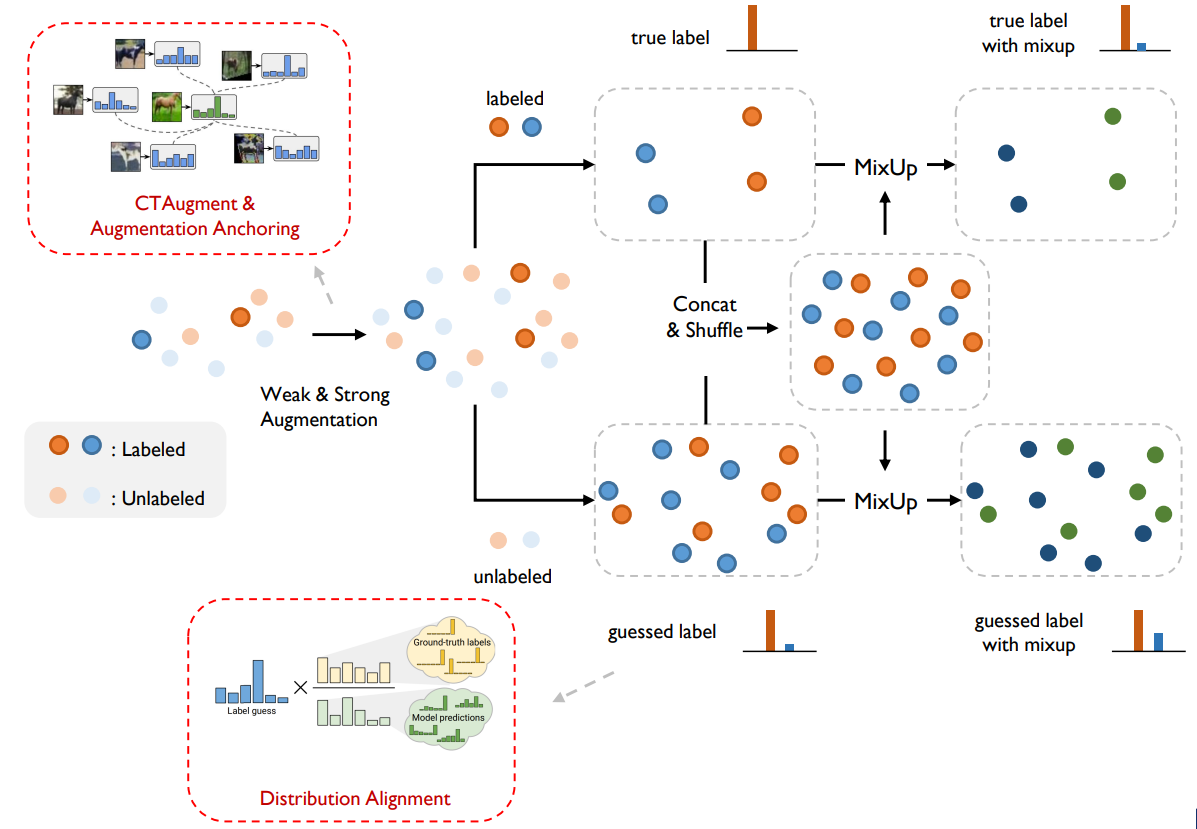 true label
true label
with mixup
labeled
CTAugment &
Augmentation Anchoring
MixUp
Concat
& Shuffle
Weak & Strong
Augmentation
: Labeled
: Unlabeled
MixUp
unlabeled
guessed label
guessed label
with mixup
Ground-truth labels
Label guess
×
Model predictions
Distribution Alignment